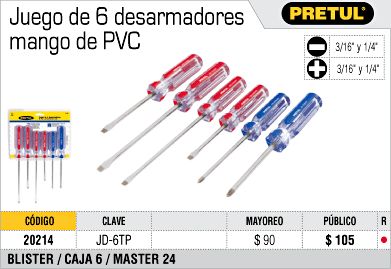 Juego de 6 desarmadores
mango de PVC
PRETUL®
3/16" y 1/4"
3/16" y 1/4"
CÓDIGO CLAVE MAYOREO PÚBLICO R
20214 JD-6TP $ 90 $ 105
BLISTER / CAJA 6 / MASTER 24